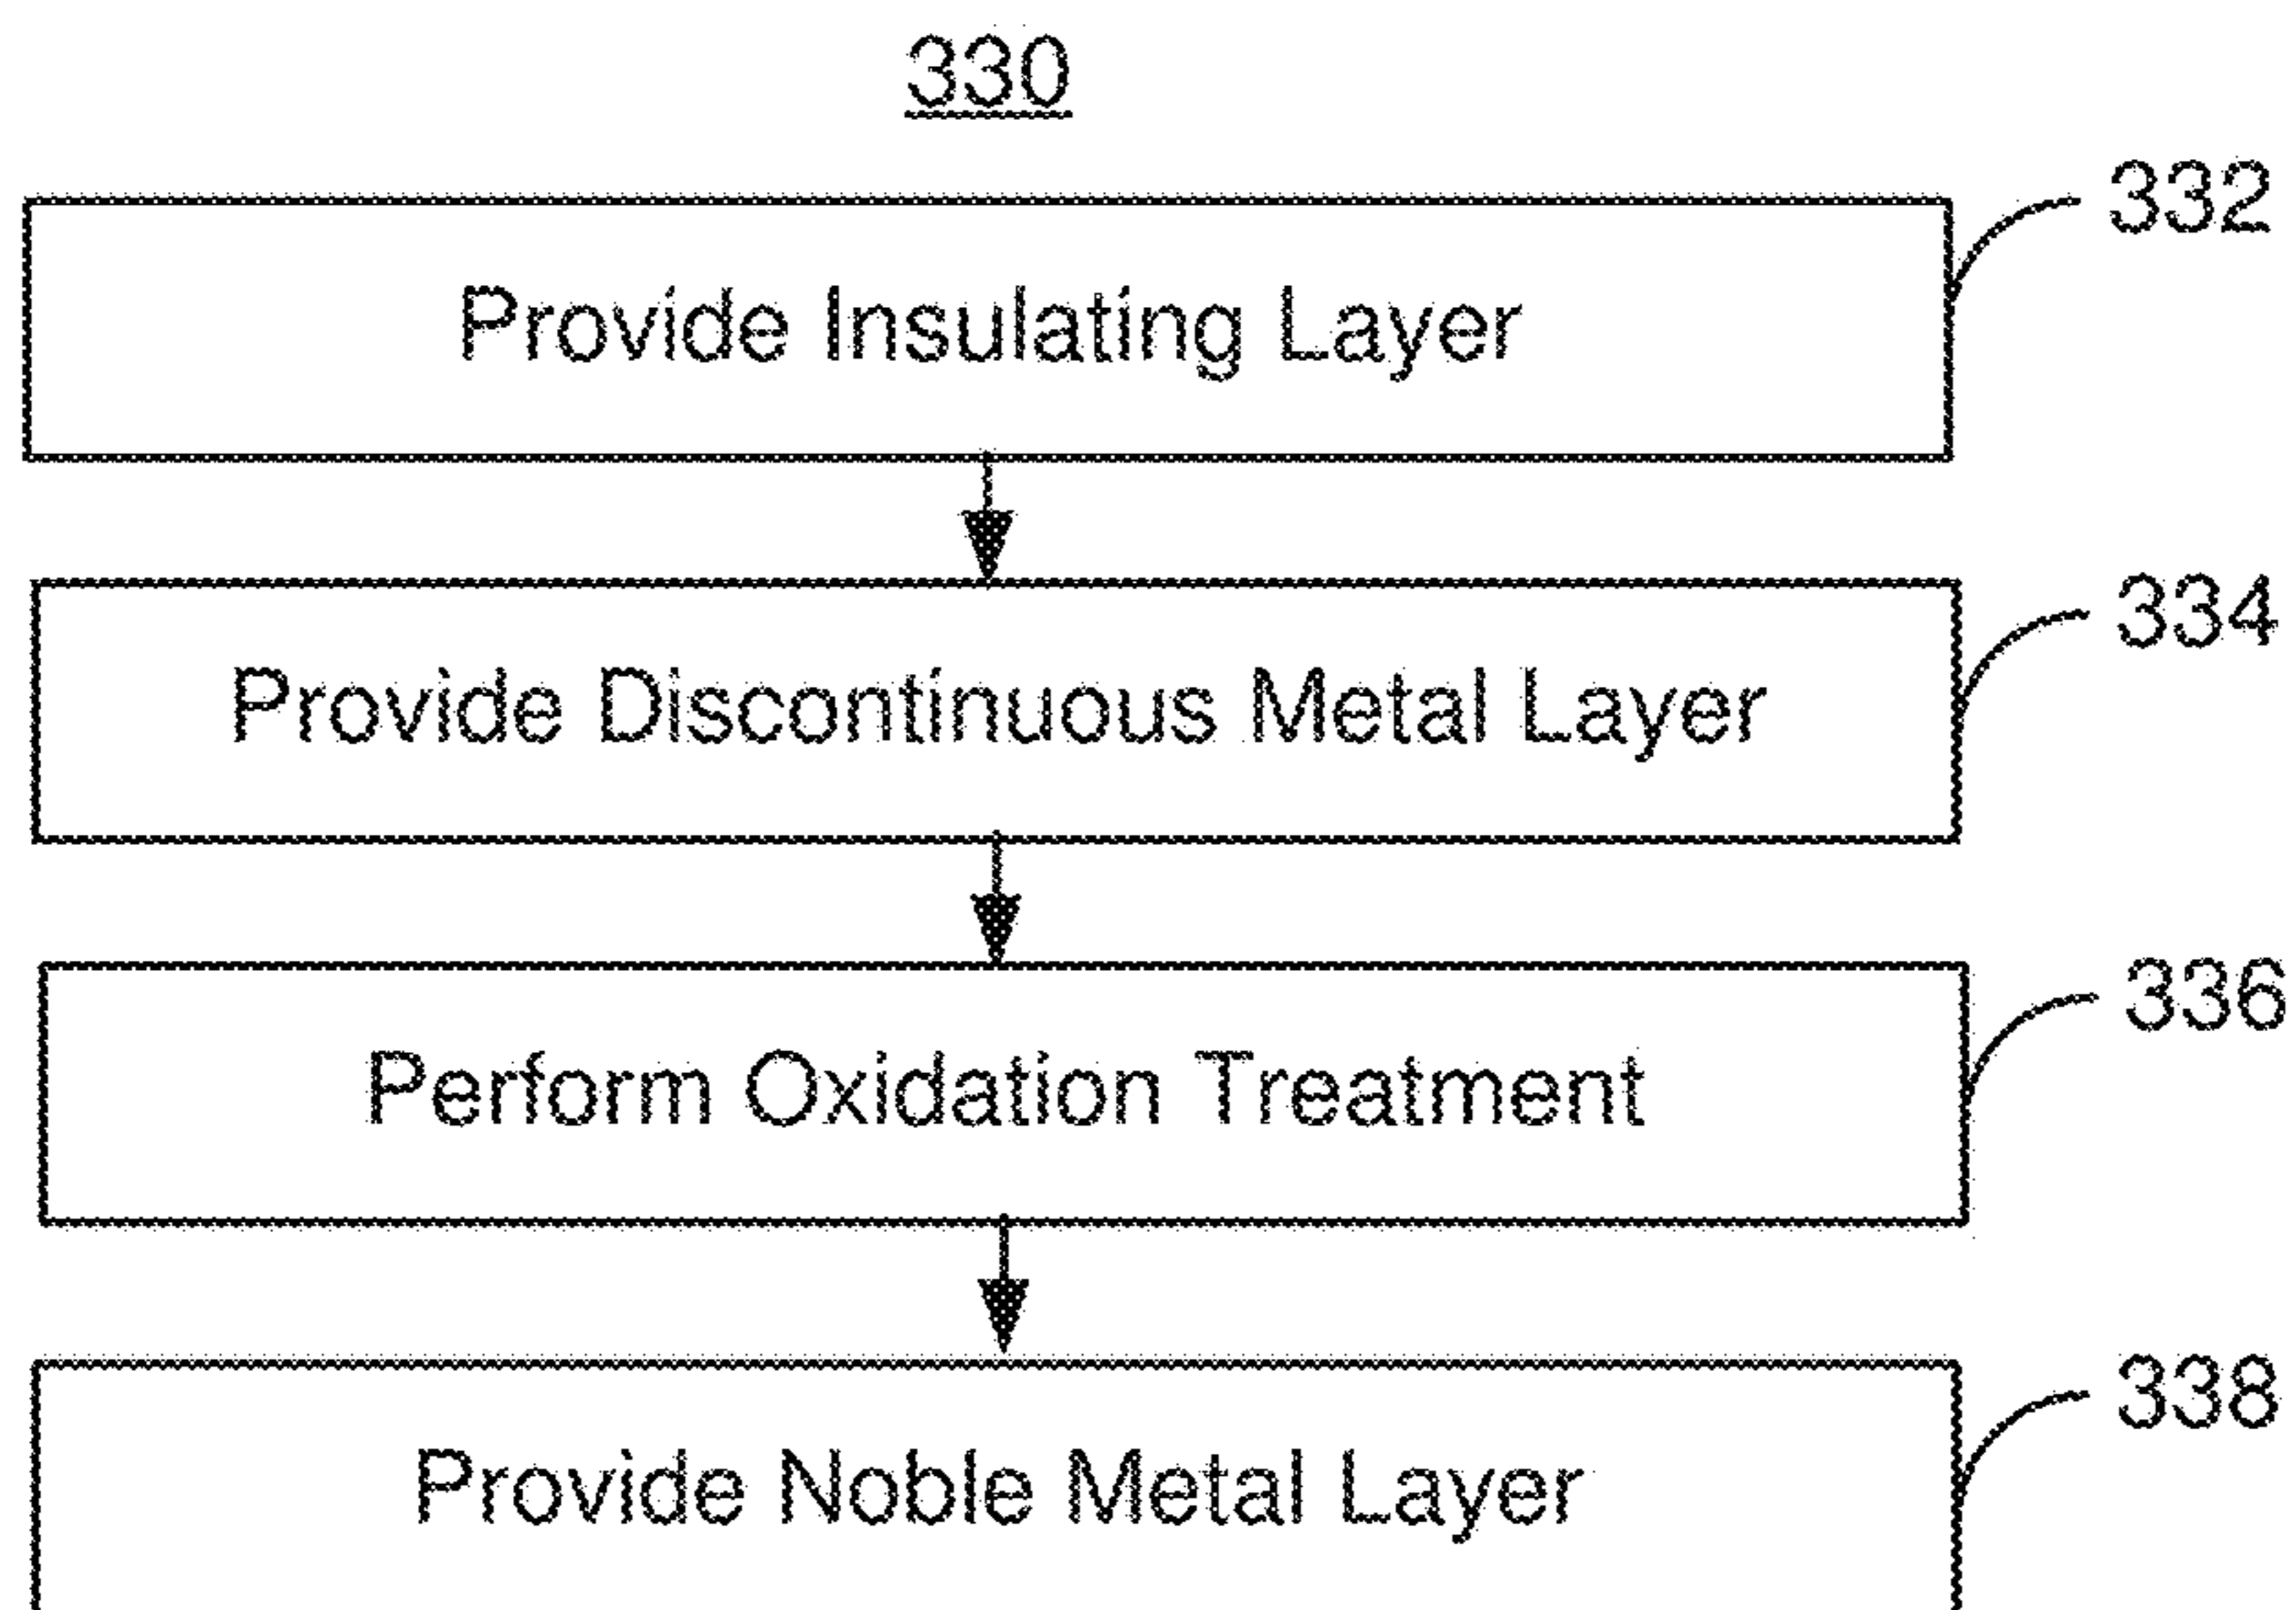 330
332
Provide Insulating Layer
334
Provide Discontinuous Metal Layer
336
Perform Oxidation Treatment
338
Provide Noble Metal Layer